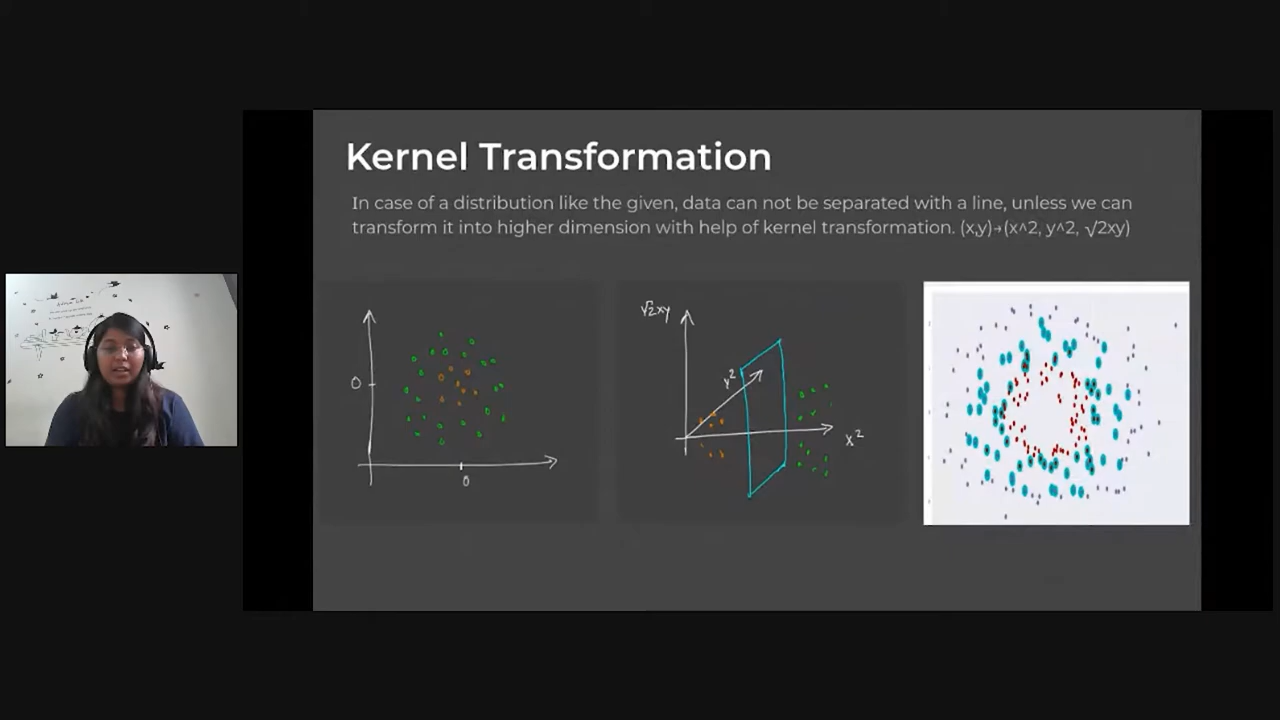 Kernel Transformation
In case of a distribution like the given, data can not be separated with a line, unless we can
transform it into higher dimension with help of kernel transformation. (x,y)→(x^2, y^2, √2xy)
0
0
√2xy
y²
x²